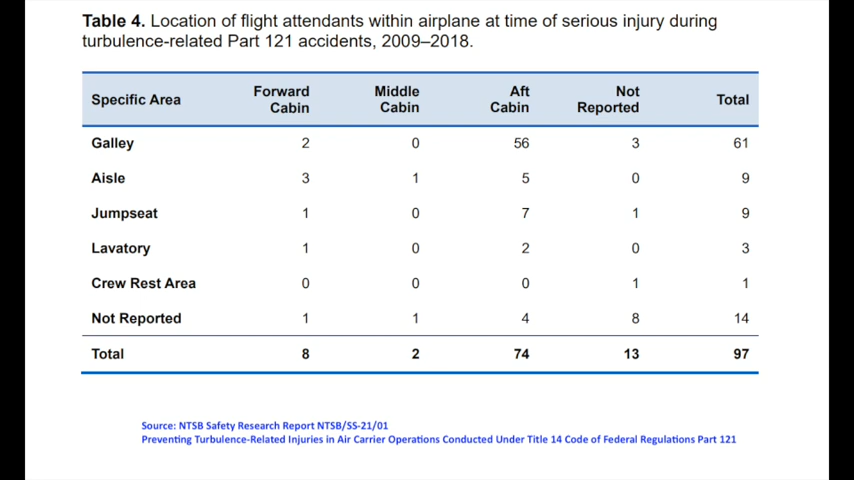 Table 4. Location of flight attendants within airplane at time of serious injury during
turbulence-related Part 121 accidents, 2009–2018.
Specific Area Forward Cabin Middle Cabin Aft Cabin Not Reported Total
Galley 2 0 56 3 61
Aisle 3 1 5 0 9
Jumpseat 1 0 7 1 9
Lavatory 1 0 2 0 3
Crew Rest Area 0 0 0 1 1
Not Reported 1 1 4 8 14
Total 8 2 74 13 97
Source: NTSB Safety Research Report NTSB/SS-21/01
Preventing Turbulence-Related Injuries in Air Carrier Operations Conducted Under Title 14 Code of Federal Regulations Part 121